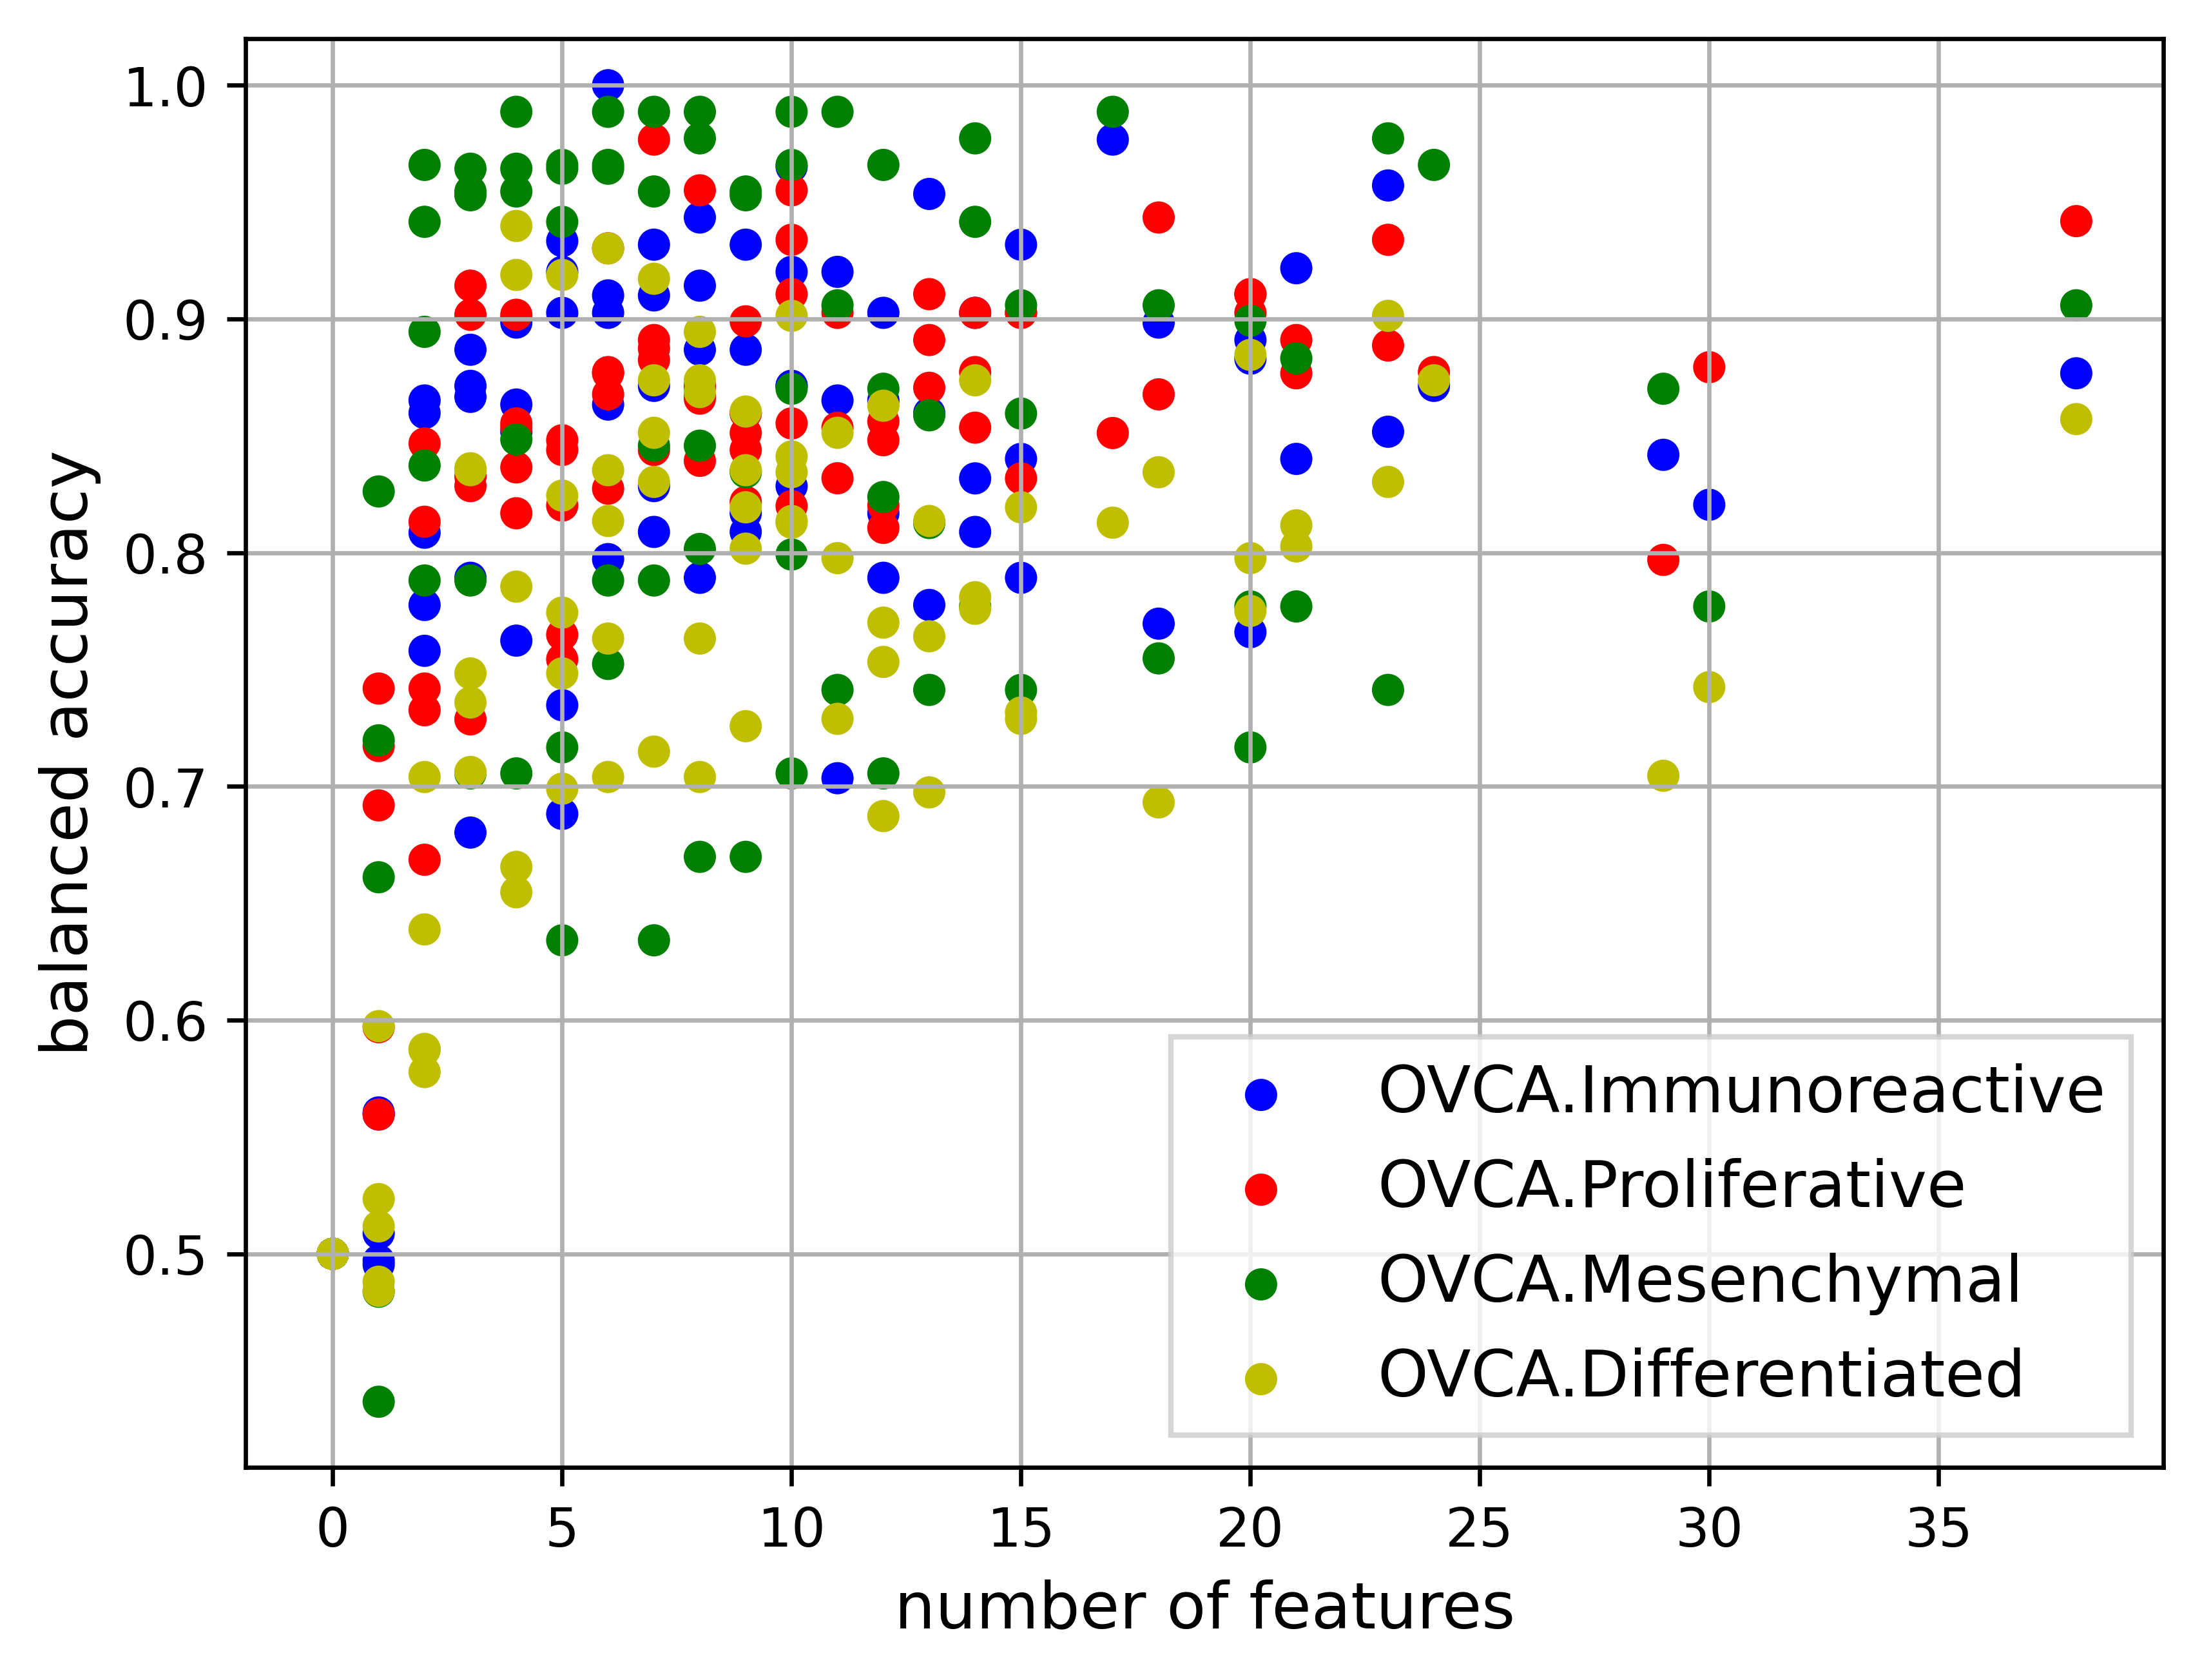 1.0
0.9
0.8
0.7
0.6
0.5
balanced accuracy
OVCA.Immunoreactive
OVCA.Proliferative
OVCA.Mesenchymal
OVCA.Differentiated
0 5 10 15 20 25 30 35
number of features